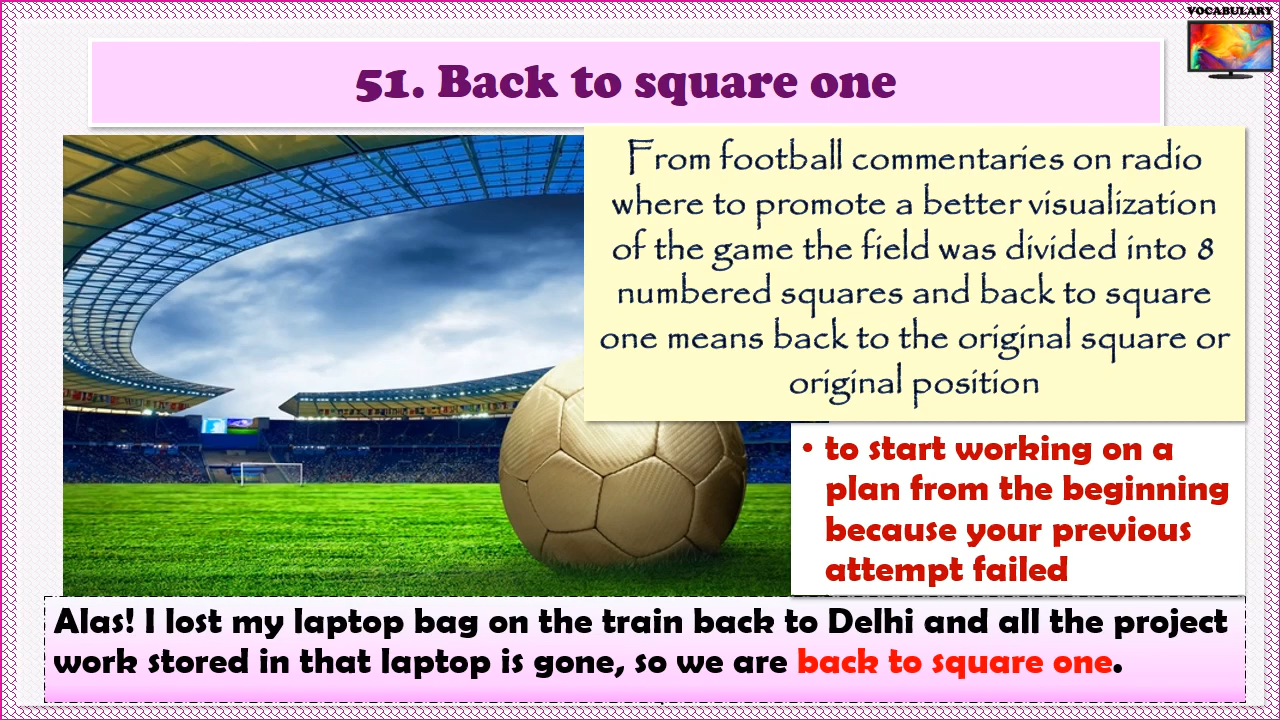 VOCABULARY
51. Back to square one
From football commentaries on radio
where to promote a better visualization
of the game the field was divided into 8
numbered squares and back to square
one means back to the original square or
original position
• to start working on a
plan from the beginning
because your previous
attempt failed
Alas! I lost my laptop bag on the train back to Delhi and all the project
work stored in that laptop is gone, so we are back to square one.